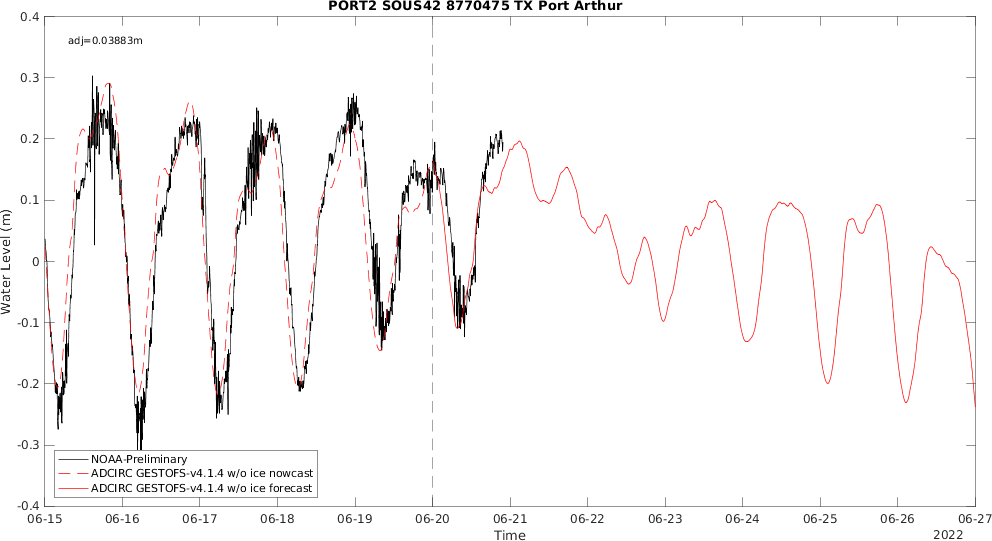 PORT2 SOUS42 8770475 TX Port Arthur
adj=0.03883m
0.4
0.3
0.2
0.1
0
-0.1
-0.2
-0.3
-0.4
Water Level (m)
NOAA-Preliminary
ADCIRC GESTOFS-v4.1.4 w/o ice nowcast
ADCIRC GESTOFS-v4.1.4 w/o ice forecast
06-15 06-16 06-17 06-18 06-19 06-20 06-21 06-22 06-23 06-24 06-25 06-26 06-27
Time
2022